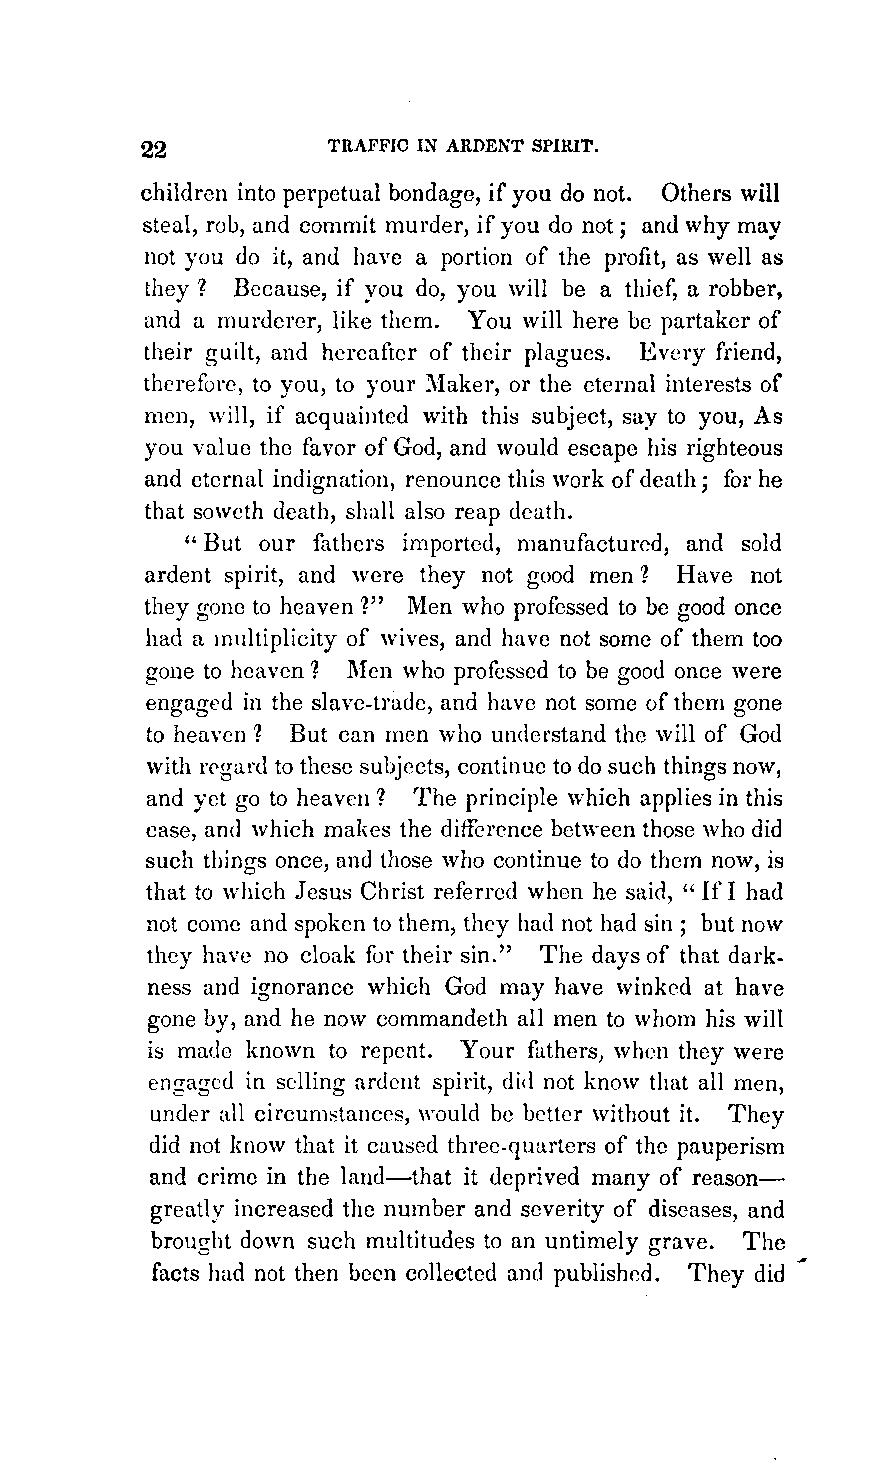 22 TRAFFIC IN ARDENT SPIRIT.
children into perpetual bondage, if you do not. Others will
steal, rob, and commit murder, if you do not ; and why may
not you do it, and have a portion of the profit, as well as
they ? Because, if you do, you will be a thief, a robber,
and a murderer, like them. You will here be partaker of
their guilt, and hereafter of their plagues. Every friend,
therefore, to you, to your Maker, or the eternal interests of
men, will, if acquainted with this subject, say to you, As
you value the favor of God, and would escape his righteous
and eternal indignation, renounce this work of death ; for he
that soweth death, shall also reap death.
“ But our fathers imported, manufactured, and sold
ardent spirit, and were they not good men ? Have not
they gone to heaven ?” Men who professed to be good once
had a multiplicity of wives, and have not some of them too
gone to heaven ? Men who professed to be good once were
engaged in the slave-trade, and have not some of them gone
to heaven ? But can men who understand the will of God
with regard to these subjects, continue to do such things now,
and yet go to heaven ? The principle which applies in this
case, and which makes the difference between those who did
such things once, and those who continue to do them now, is
that to which Jesus Christ referred when he said, “ If I had
not come and spoken to them, they had not had sin ; but now
they have no cloak for their sin.” The days of that dark-
ness and ignorance which God may have winked at have
gone by, and he now commandeth all men to whom his will
is made known to repent. Your fathers, when they were
engaged in selling ardent spirit, did not know that all men,
under all circumstances, would be better without it. They
did not know that it caused three-quarters of the pauperism
and crime in the land—that it deprived many of reason—
greatly increased the number and severity of diseases, and
brought down such multitudes to an untimely grave. The
facts had not then been collected and published. They did